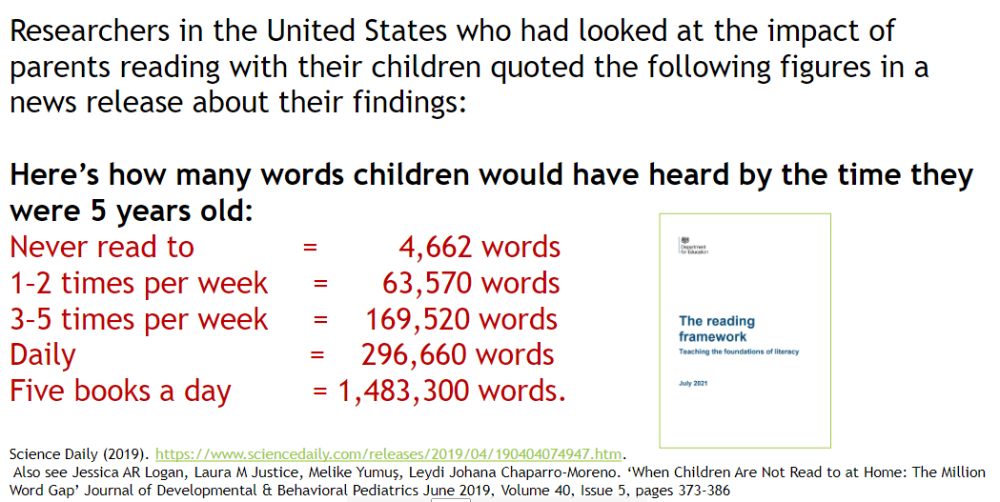 Researchers in the United States who had looked at the impact of
parents reading with their children quoted the following figures in a
news release about their findings:
Here’s how many words children would have heard by the time they
were 5 years old:
Never read to = 4,662 words
1–2 times per week = 63,570 words
3–5 times per week = 169,520 words
Daily = 296,660 words
Five books a day = 1,483,300 words.
Department
for Education
The reading
framework
Teaching the foundations of literacy
July 2021
Science Daily (2019). https://www.sciencedaily.com/releases/2019/04/190404074947.htm.
Also see Jessica AR Logan, Laura M Justice, Melike Yumuş, Leydi Johana Chaparro-Moreno. ‘When Children Are Not Read to at Home: The Million
Word Gap’ Journal of Developmental & Behavioral Pediatrics June 2019, Volume 40, Issue 5, pages 373-386